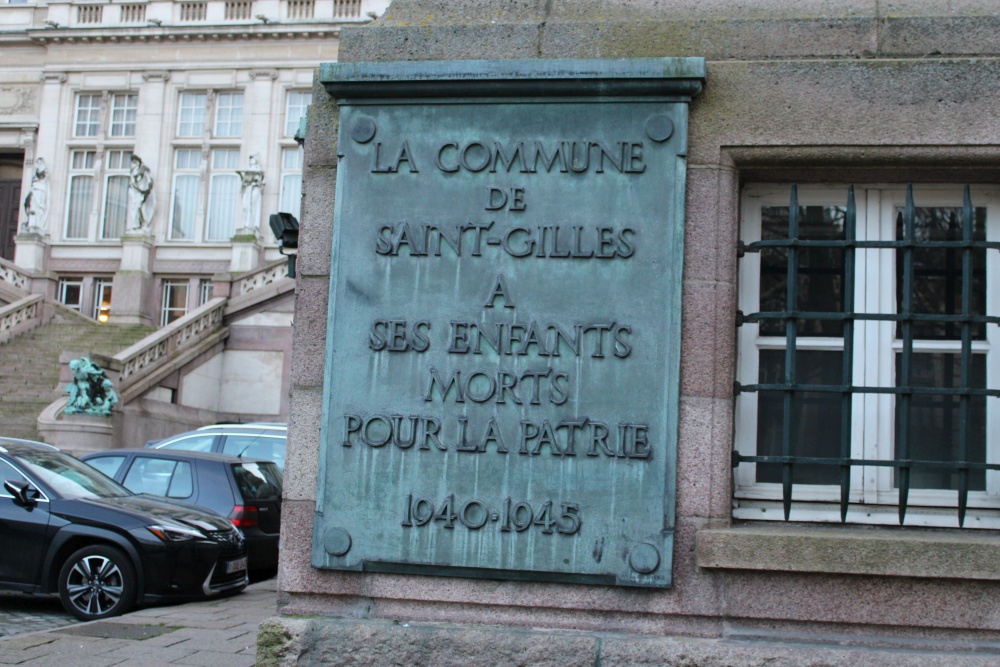 LA COMMUNE
DE
SAINT-GILLES
A
SES ENFANTS
MORTS
POUR LA PATRIE
1940-1945